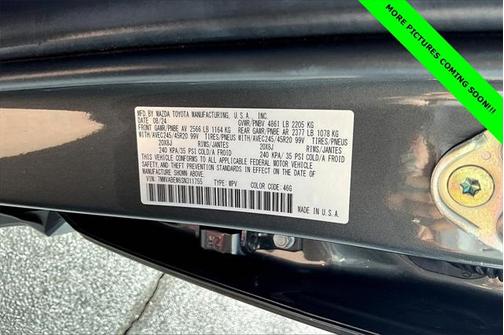 MORE PICTURES COMING SOON!!!
MFD. BY MAZDA TOYOTA MANUFACTURING, U.S.A., INC.
DATE: 08/24 GVWR/PNBV 4861 LB 2205 KG
FRONT GAWR/PNBE AV 2566 LB 1164 KG REAR GAWR/PNBE AR 2377 LB 1078 KG
WITH/AVEC245/45R20 99V TIRES/PNEUS WITH/AVEC245/45R20 99V TIRES/PNEUS
20X8J RIMS/JANTES 20X8J RIMS/JANTES
240 KPA/ 35 PSI COLD/A FROID 240 KPA/ 35 PSI COLD/A FROID
THIS VEHICLE CONFORMS TO ALL APPLICABLE FEDERAL MOTOR VEHICLE
SAFETY AND THEFT PREVENTION STANDARDS IN EFFECT ON THE DATE OF
MANUFACTURE SHOWN ABOVE.
TYPE: MPV COLOR CODE: 46G
MADE IN U.S.A.